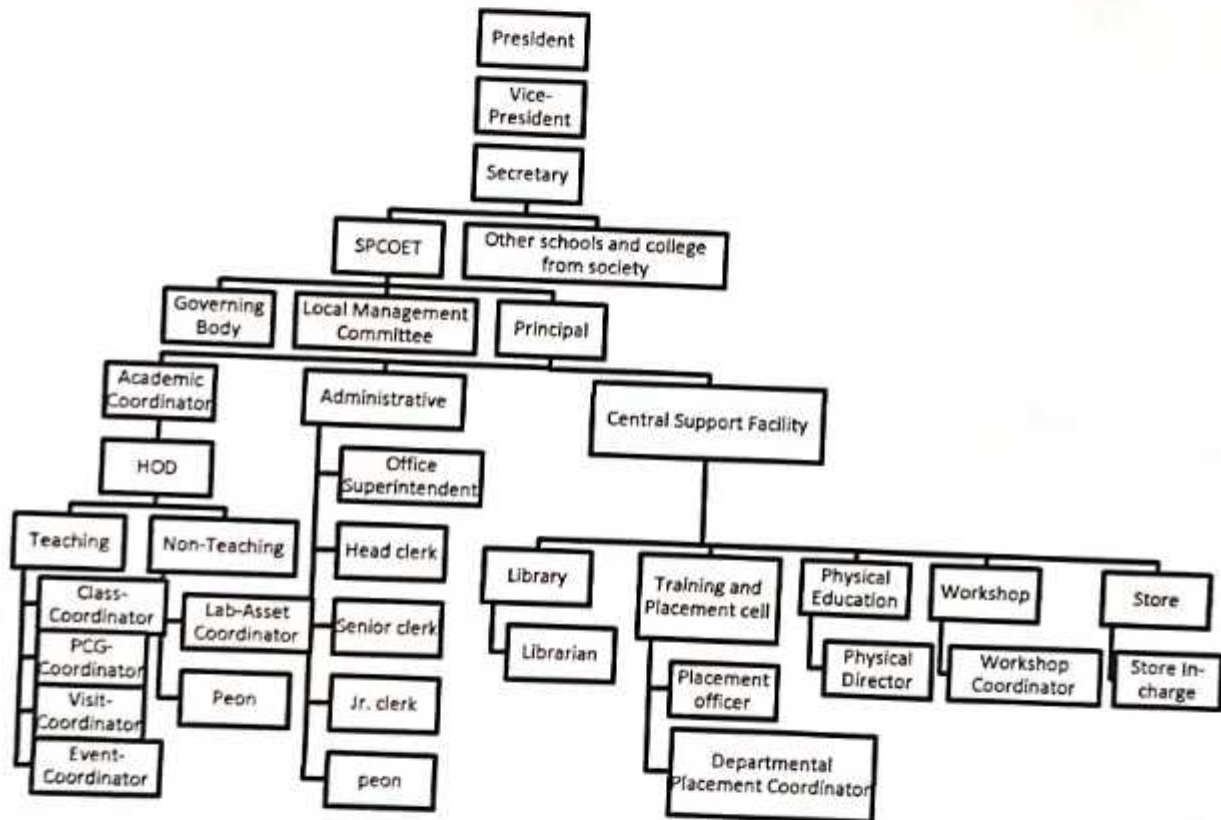 President
Vice-
President
Secretary
SPCOET
Other schools and college
from society
Governing
Body
Local Management
Committee
Principal
Academic
Coordinator
Administrative
Central Support Facility
HOD
Office
Superintendent
Teaching
Non-Teaching
Head clerk
Library
Training and
Placement cell
Physical
Education
Workshop
Store
Class-
Coordinator
Lab-Asset
Coordinator
Senior clerk
Librarian
Physical
Director
Workshop
Coordinator
Store In-
charge
PCG-
Coordinator
Peon
Placement
officer
Visit-
Coordinator
Jr. clerk
Event-
Coordinator
peon
Departmental
Placement Coordinator